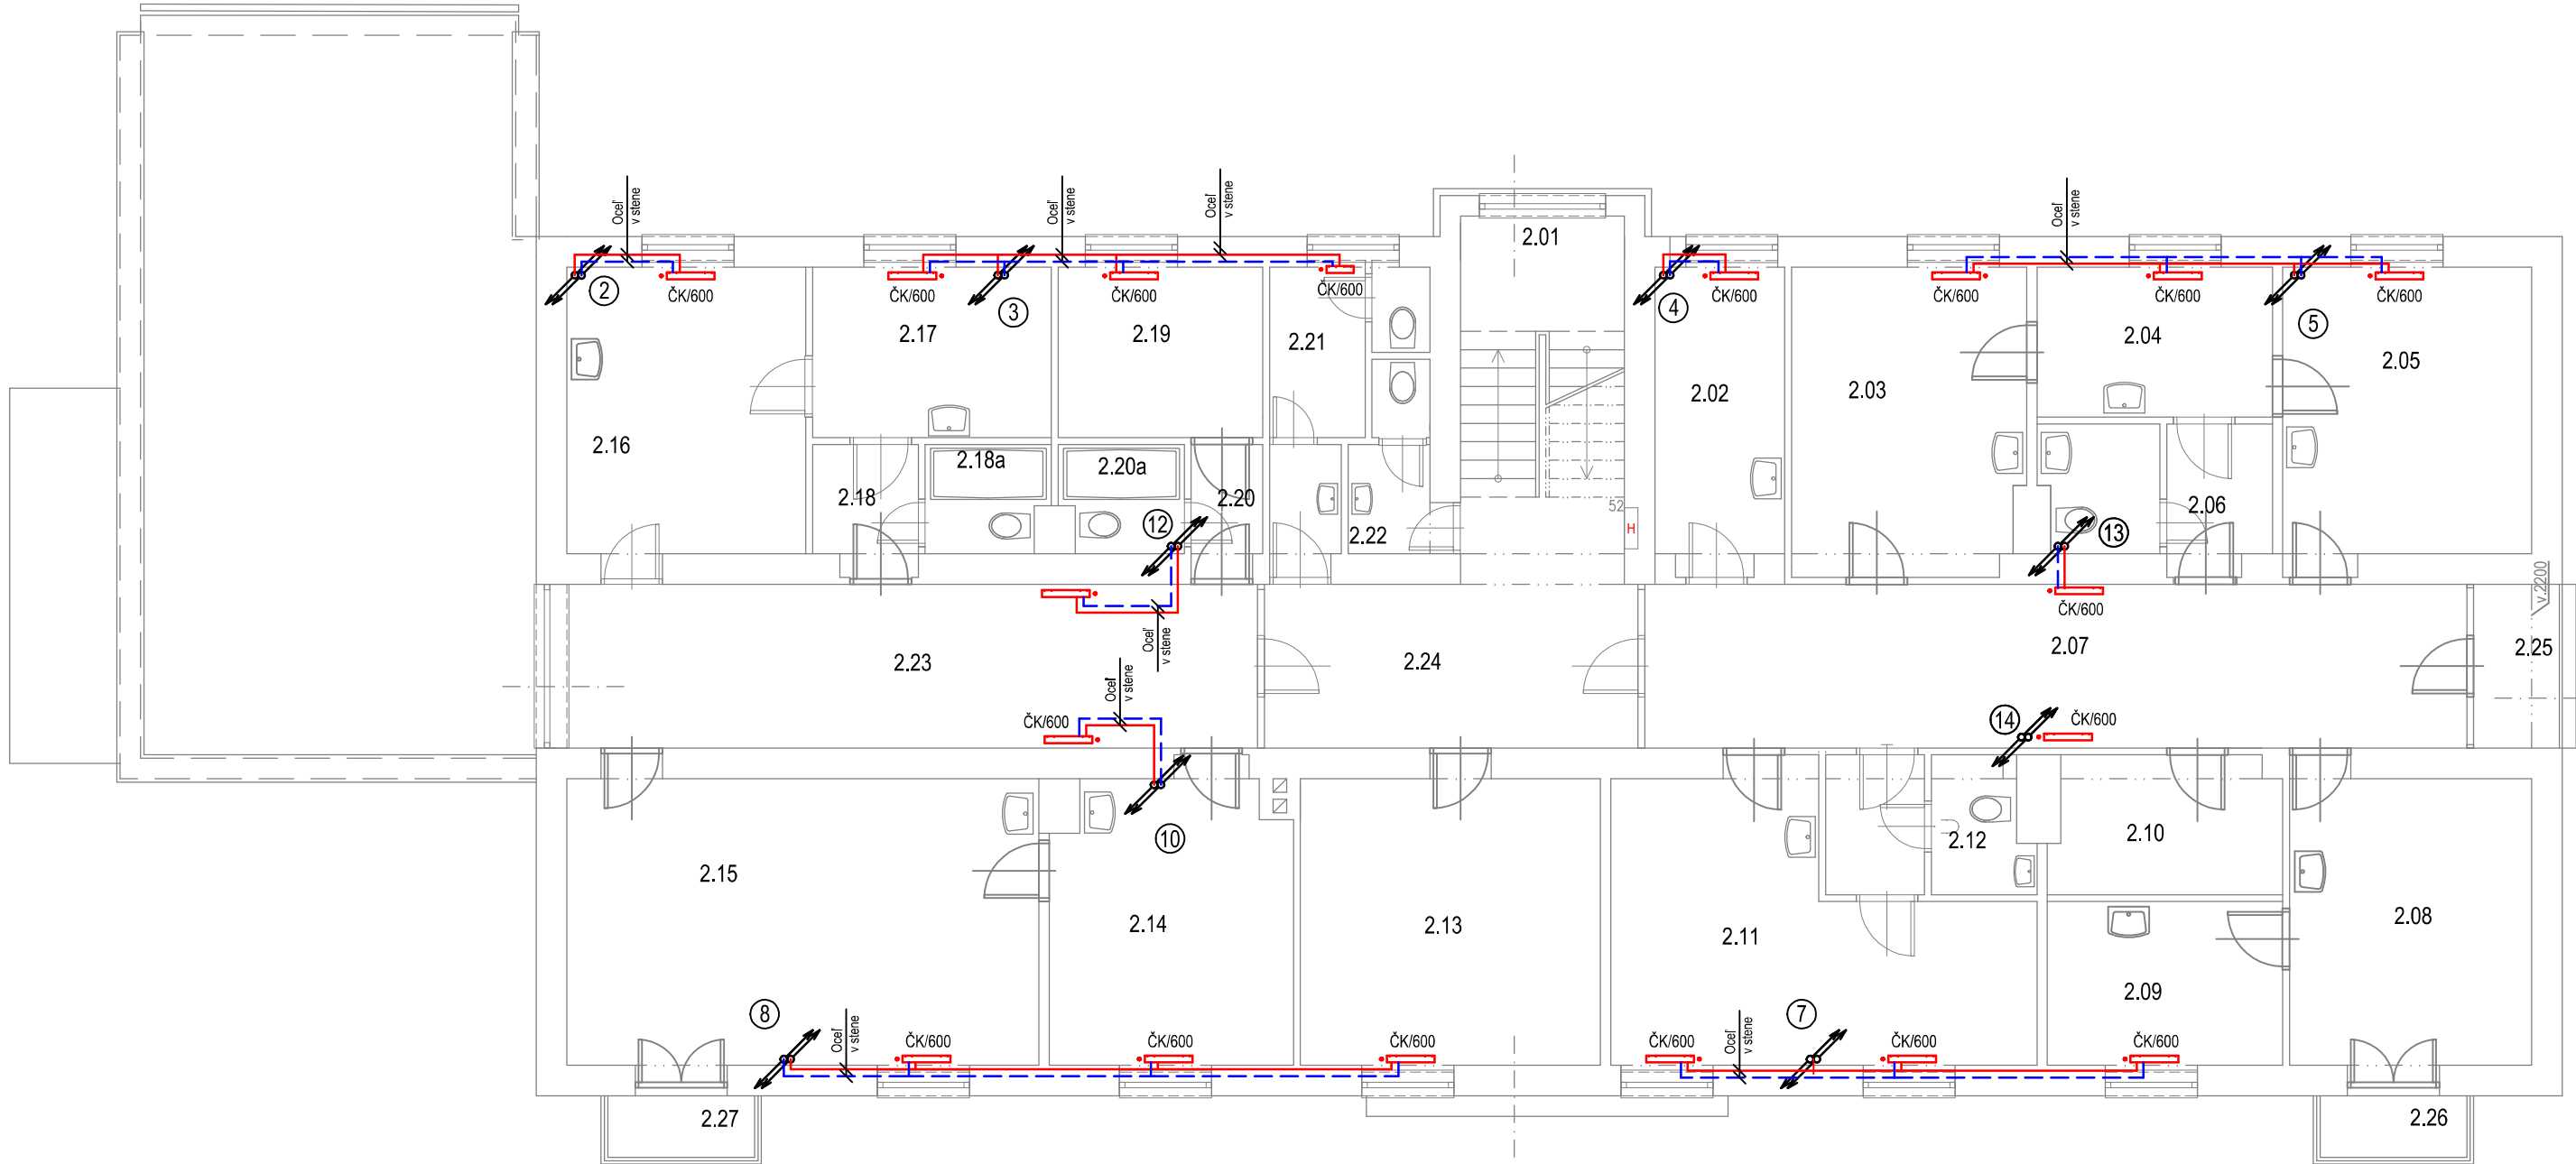 Oceľ
v stene
Oceľ
v stene
Oceľ
v stene
Oceľ
v stene
2.01
2
ČK/600
ČK/600
3
ČK/600
ČK/600
4
ČK/600
ČK/600
ČK/600
5
ČK/600
2.17
2.19
2.21
2.04
2.05
2.02
2.03
2.16
2.18a
2.20a
2.18
2.20
2.22
52
H
2.06
12
13
v.2200
ČK/600
Oceľ
v stene
2.23
2.24
2.07
2.25
Oceľ
v stene
ČK/600
14
ČK/600
10
2.15
2.12
2.10
2.14
2.13
2.11
2.08
2.09
8
Oceľ
v stene
ČK/600
ČK/600
ČK/600
ČK/600
Oceľ
v stene
7
ČK/600
ČK/600
2.27
2.26